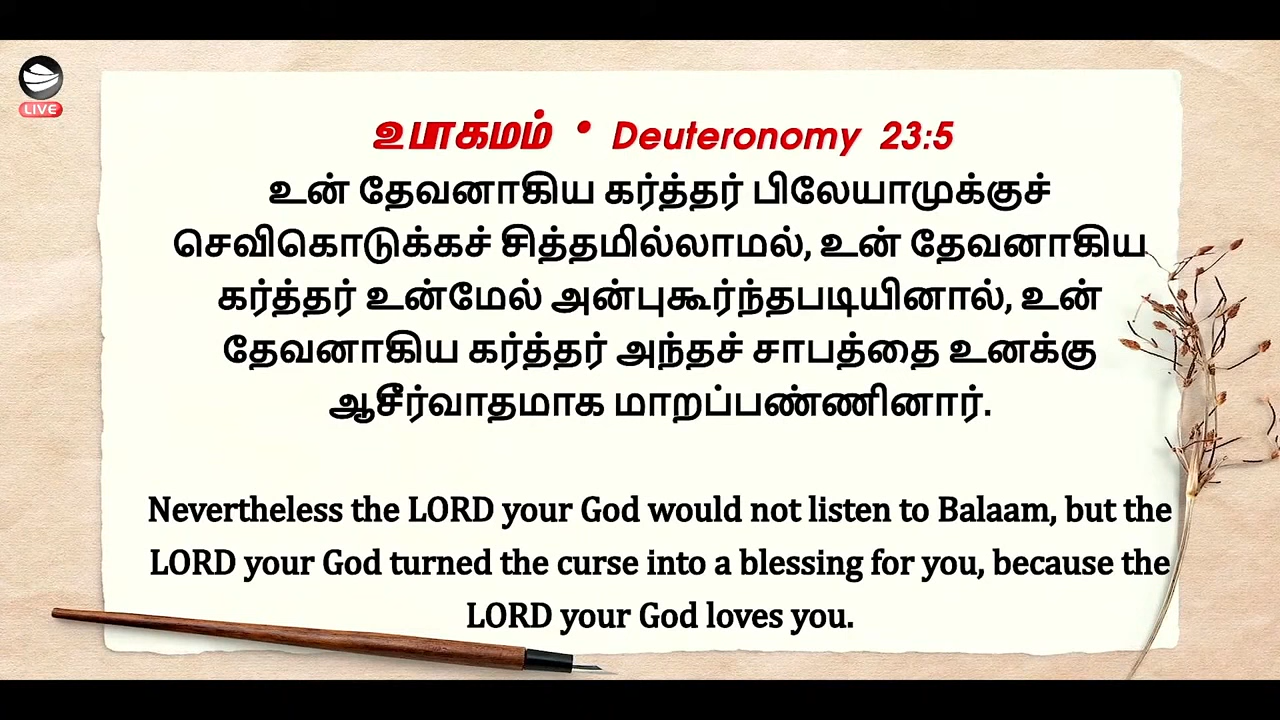 LIVE
உபாகமம் • Deuteronomy 23:5
உன் தேவனாகிய கர்த்தர் பிலேயாமுக்குச்
செவிகொடுக்கச் சித்தமில்லாமல், உன் தேவனாகிய
கர்த்தர் உன்மேல் அன்புகூர்ந்தபடியினால், உன்
தேவனாகிய கர்த்தர் அந்தச் சாபத்தை உனக்கு
ஆசீர்வாதமாக மாறப்பண்ணினார்.
Nevertheless the LORD your God would not listen to Balaam, but the
LORD your God turned the curse into a blessing for you, because the
LORD your God loves you.